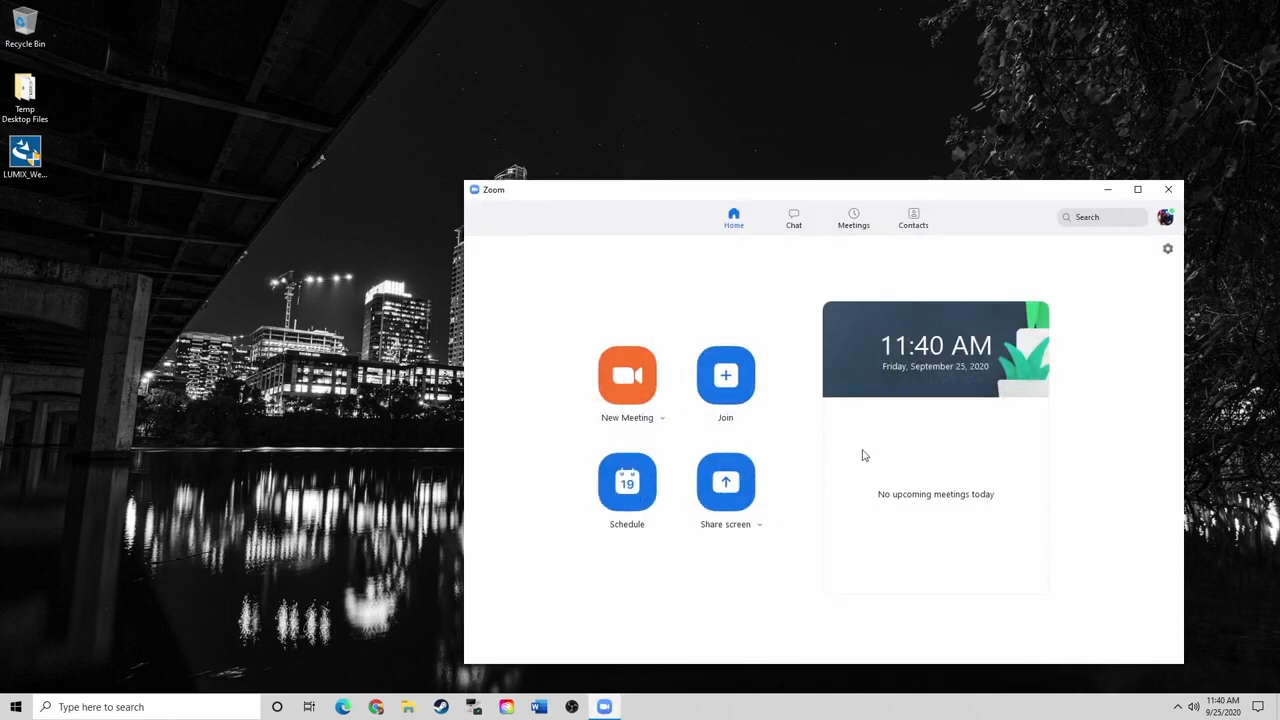 Recycle Bin
Temp
Desktop Files
LUMIX_We...
Zoom
Home
Chat
Meetings
Contacts
Search
11:40 AM
Friday, September 25, 2020
New Meeting
Join
19
Schedule
Share screen
No upcoming meetings today
Type here to search
11:40 AM
9/25/2020